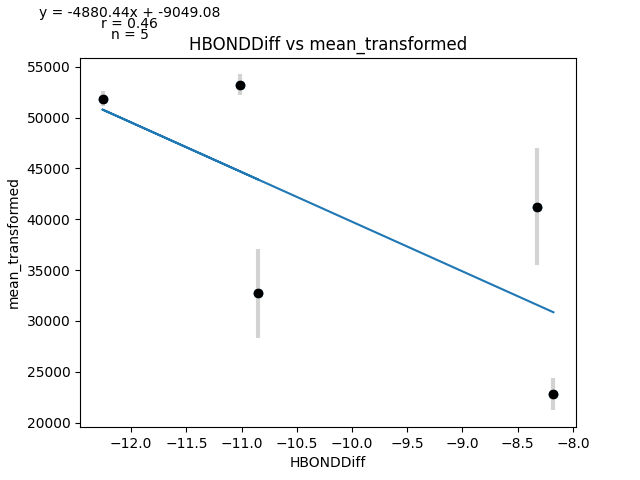 y = -4880.44x + -9049.08
r = 0.46
n = 5
HBONDDiff vs mean_transformed
55000
50000
45000
40000
35000
30000
25000
20000
mean_transformed
−12.0 −11.5 −11.0 −10.5 −10.0 −9.5 −9.0 −8.5 −8.0
HBONDDiff